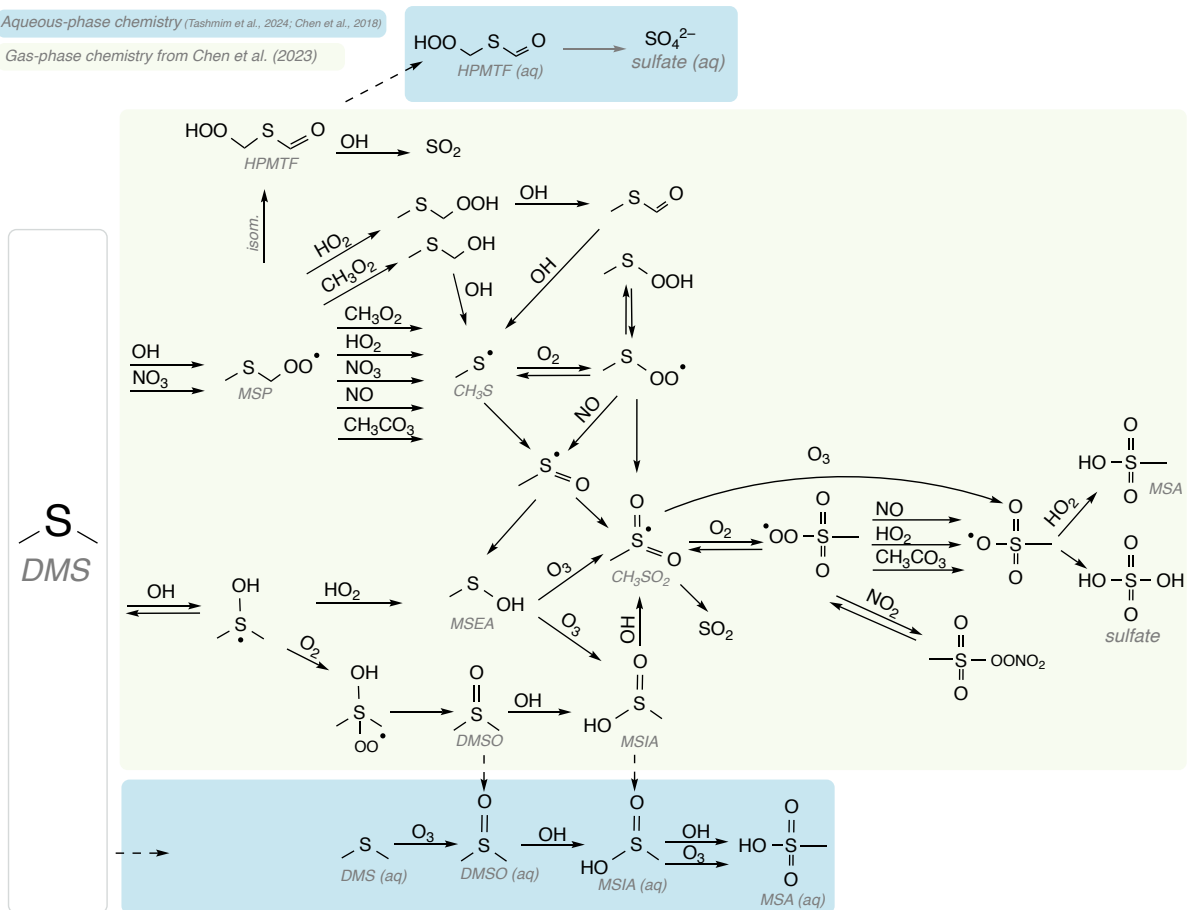 Aqueous-phase chemistry (Tashmim et al., 2024; Chen et al., 2018)
Gas-phase chemistry from Chen et al. (2023)
HOO S O
HPMTF (aq)
SO₄²⁻
sulfate (aq)
HOO S O
HPMTF
OH
SO₂
isom.
HO₂
S OOH
OH
S O
CH₃O₂
S OH
OH
OH
S OOH
CH₃O₂
HO₂
NO₃
NO
CH₃CO₃
OH
NO₃
S OO•
MSP
S•
CH₃S
O₂
S OO•
NO
S• O
O₃
O
S•
O
CH₃SO₂
O₂
•OO S
O
O
NO
HO₂
CH₃CO₃
O
•O S
O
HO₂
O
HO S
O
MSA
O
HO S OH
O
sulfate
NO₂
O
S OONO₂
O
S
DMS
OH
OH
S
•
HO₂
S OH
MSEA
O₃
O₃
SO₂
OH
O₂
OH
S
OO•
O
S
DMSO
OH
O
S
HO
MSIA
S
DMS (aq)
O₃
O
S
DMSO (aq)
OH
O
S
HO
MSIA (aq)
OH
O₃
O
HO S
O
MSA (aq)